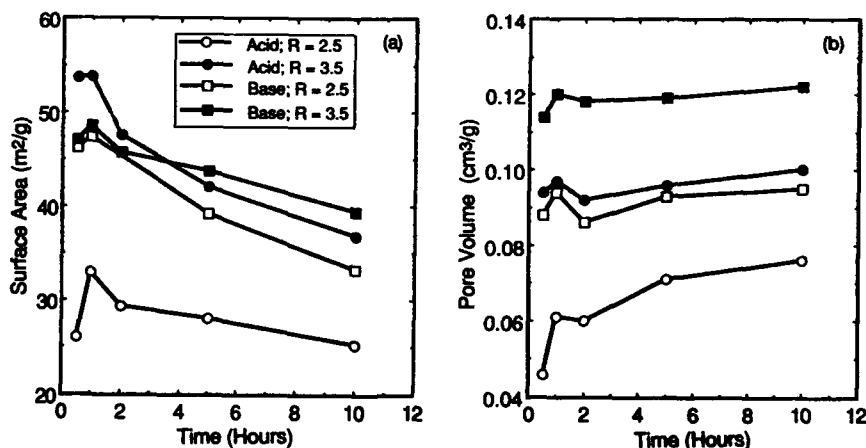 60
50
40
30
20
Surface Area (m2/g)
0 2 4 6 8 10 12
Time (Hours)
(a)
Acid; R = 2.5
Acid; R = 3.5
Base; R = 2.5
Base; R = 3.5
0.14
0.12
0.10
0.08
0.06
0.04
Pore Volume (cm3/g)
0 2 4 6 8 10 12
Time (Hours)
(b)